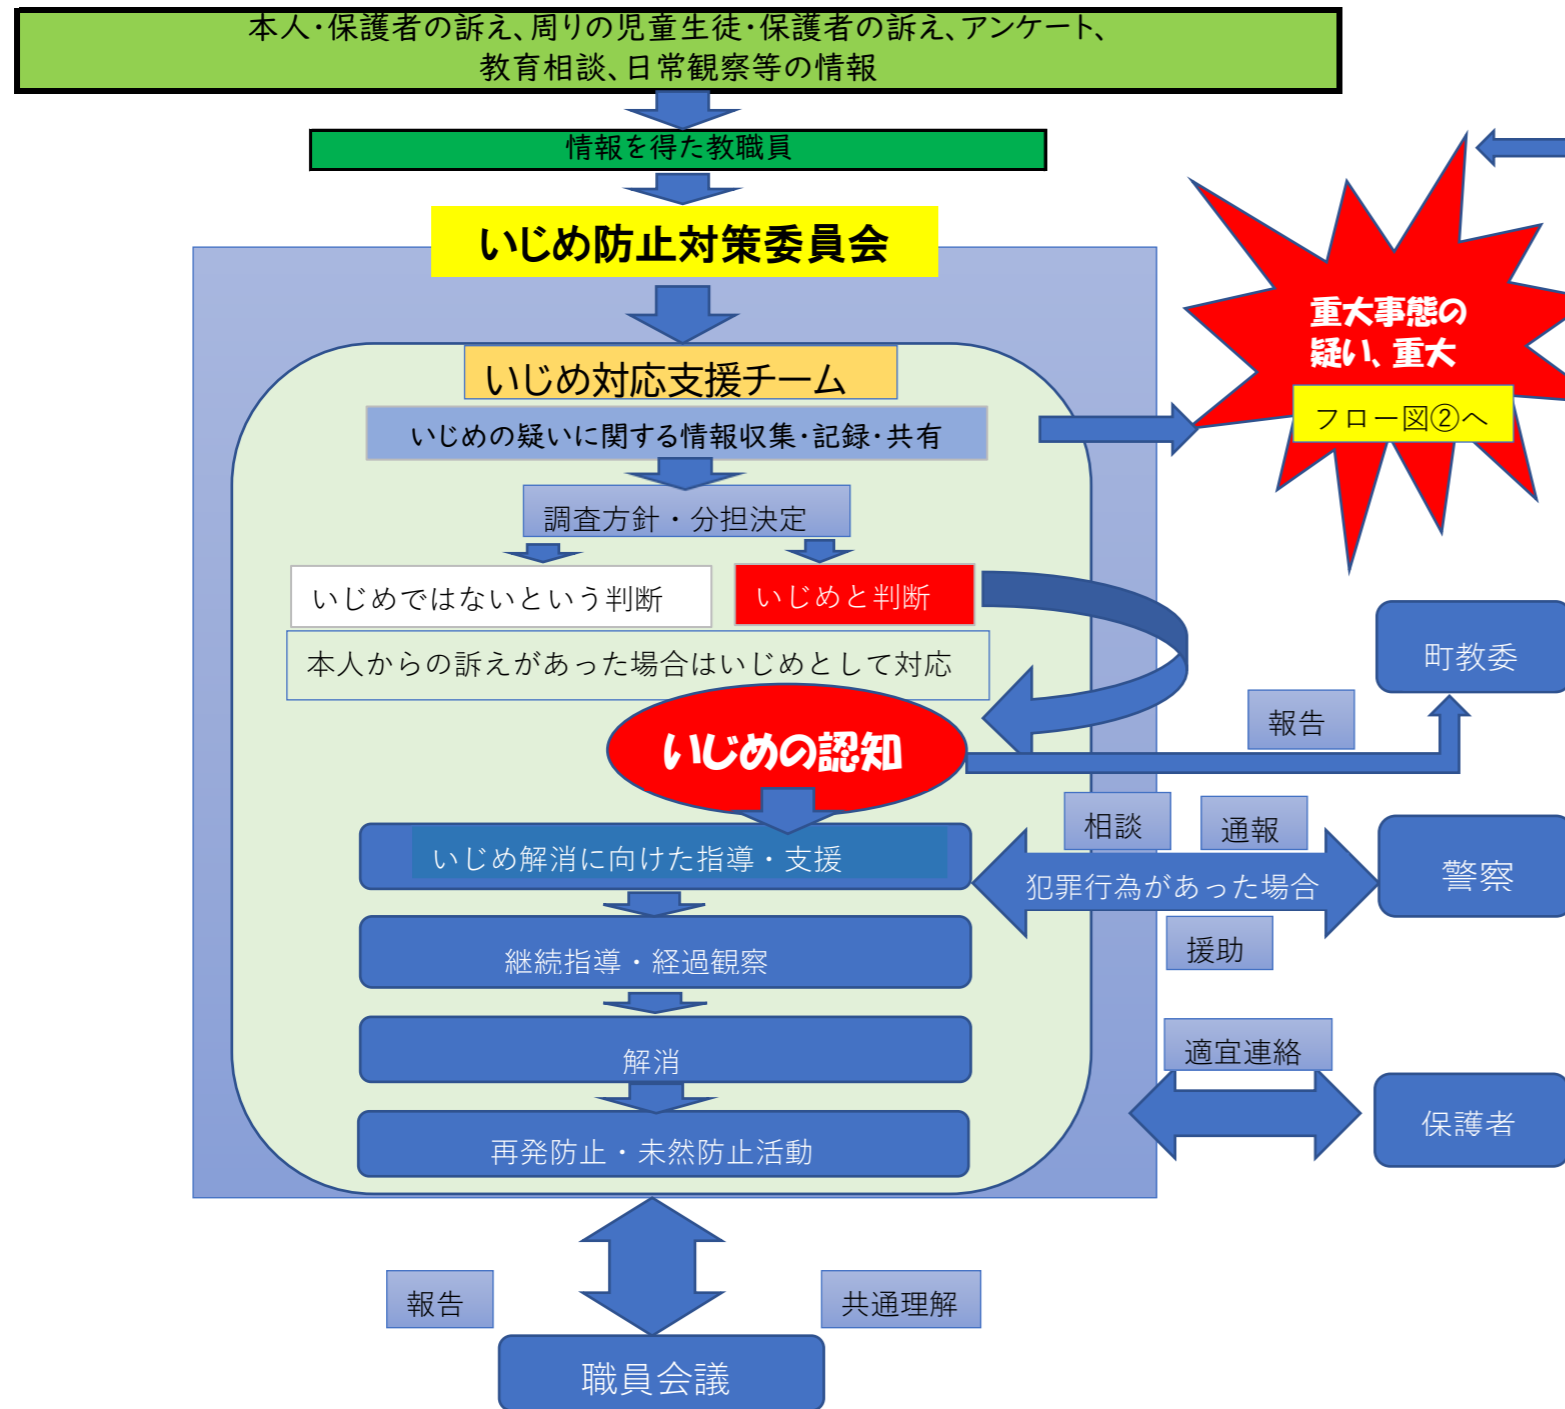 本人・保護者の訴え、周りの児童生徒・保護者の訴え、アンケート、
教育相談、日常観察等の情報
情報を得た教職員
いじめ防止対策委員会
いじめ対応支援チーム
いじめの疑いに関する情報収集・記録・共有
重大事態の
疑い、重大
フロー図②へ
調査方針・分担決定
いじめではないという判断
いじめと判断
本人からの訴えがあった場合はいじめとして対応
いじめの認知
報告
町教委
相談
通報
いじめ解消に向けた指導・支援
犯罪行為があった場合
警察
援助
継続指導・経過観察
解消
適宜連絡
保護者
再発防止・未然防止活動
報告
共通理解
職員会議